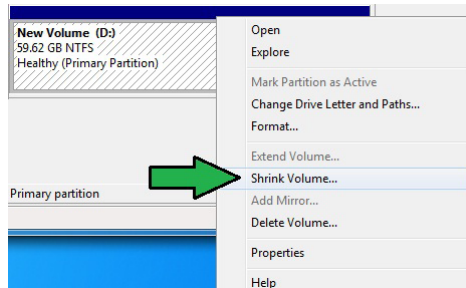 New Volume (D:)
59.62 GB NTFS
Healthy (Primary Partition)
Primary partition
Open
Explore
Mark Partition as Active
Change Drive Letter and Paths...
Format...
Extend Volume...
Shrink Volume...
Add Mirror...
Delete Volume...
Properties
Help